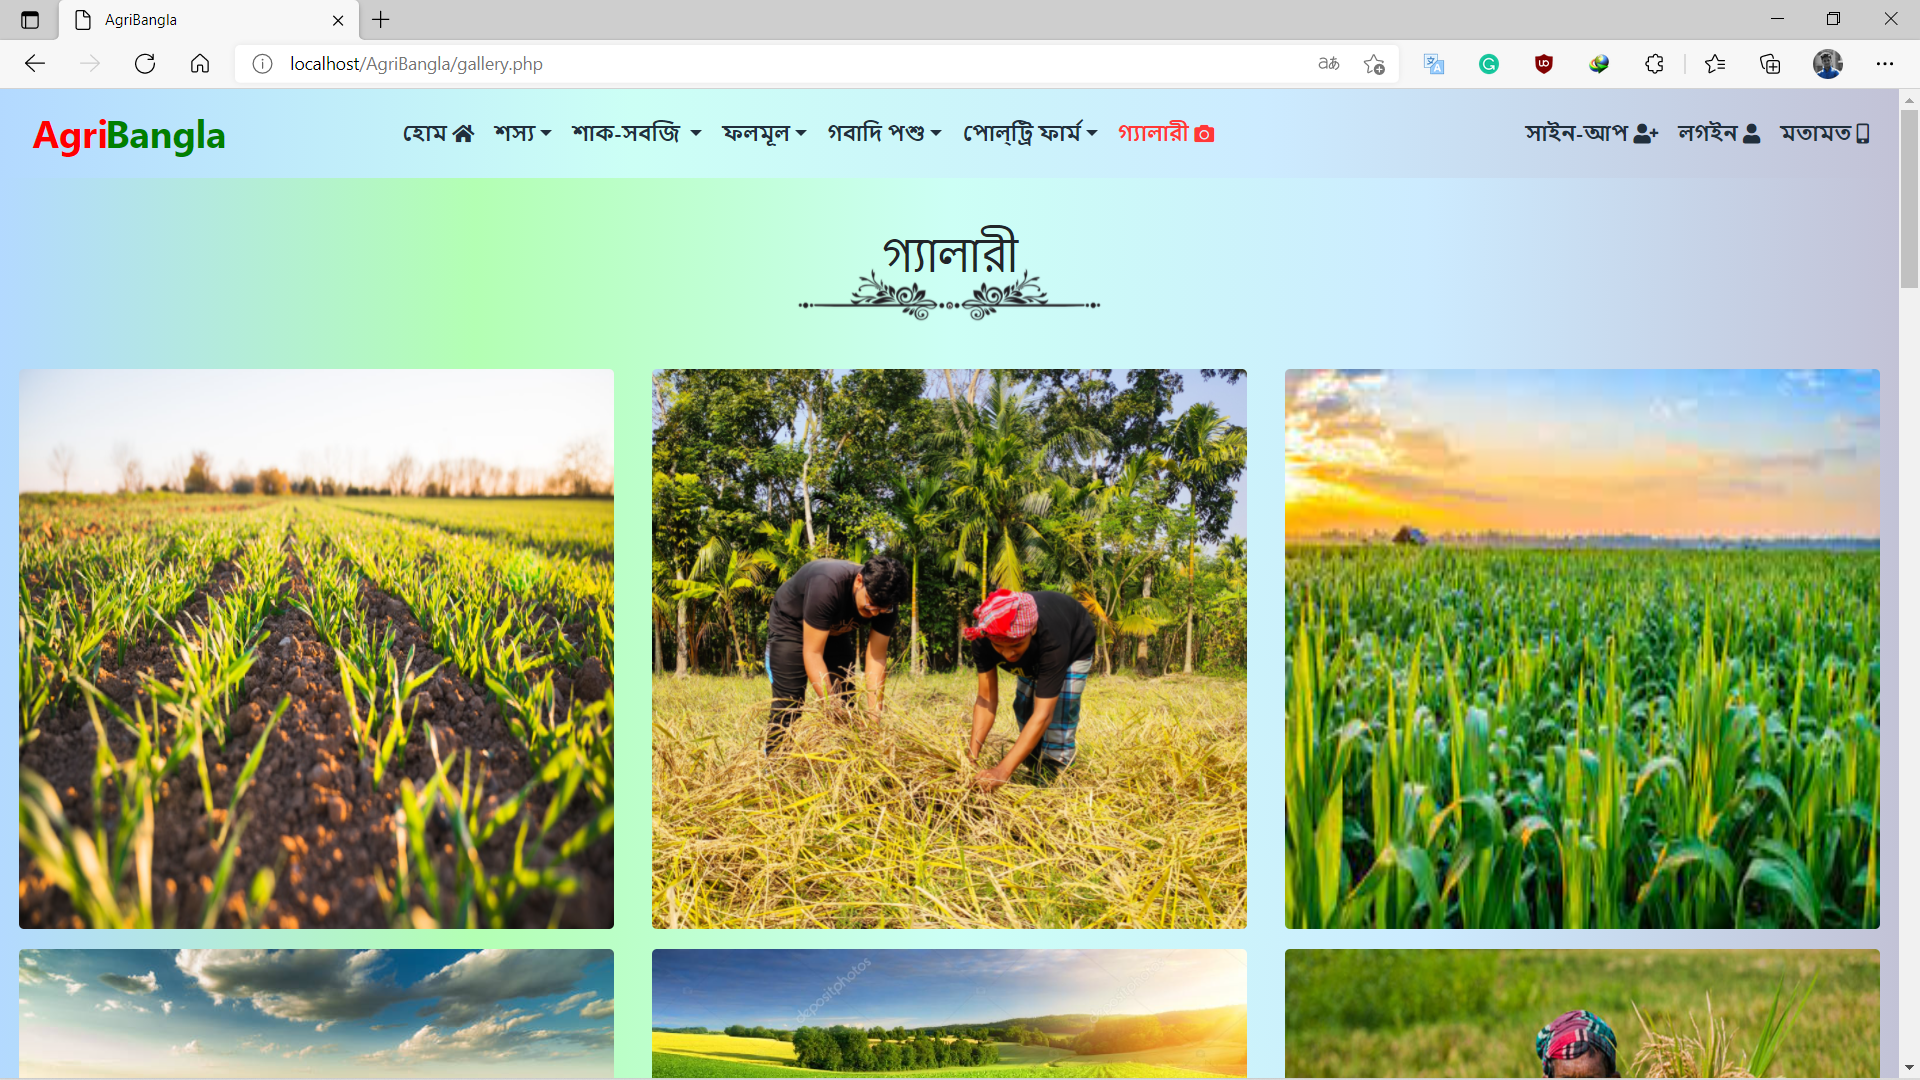 AgriBangla
localhost/AgriBangla/gallery.php
AgriBangla হোম শস্য শাক-সবজি ফলমূল গবাদি পশু পোল্ট্রি ফার্ম গ্যালারী সাইন-আপ লগইন মতামত
গ্যালারী
depositphotos